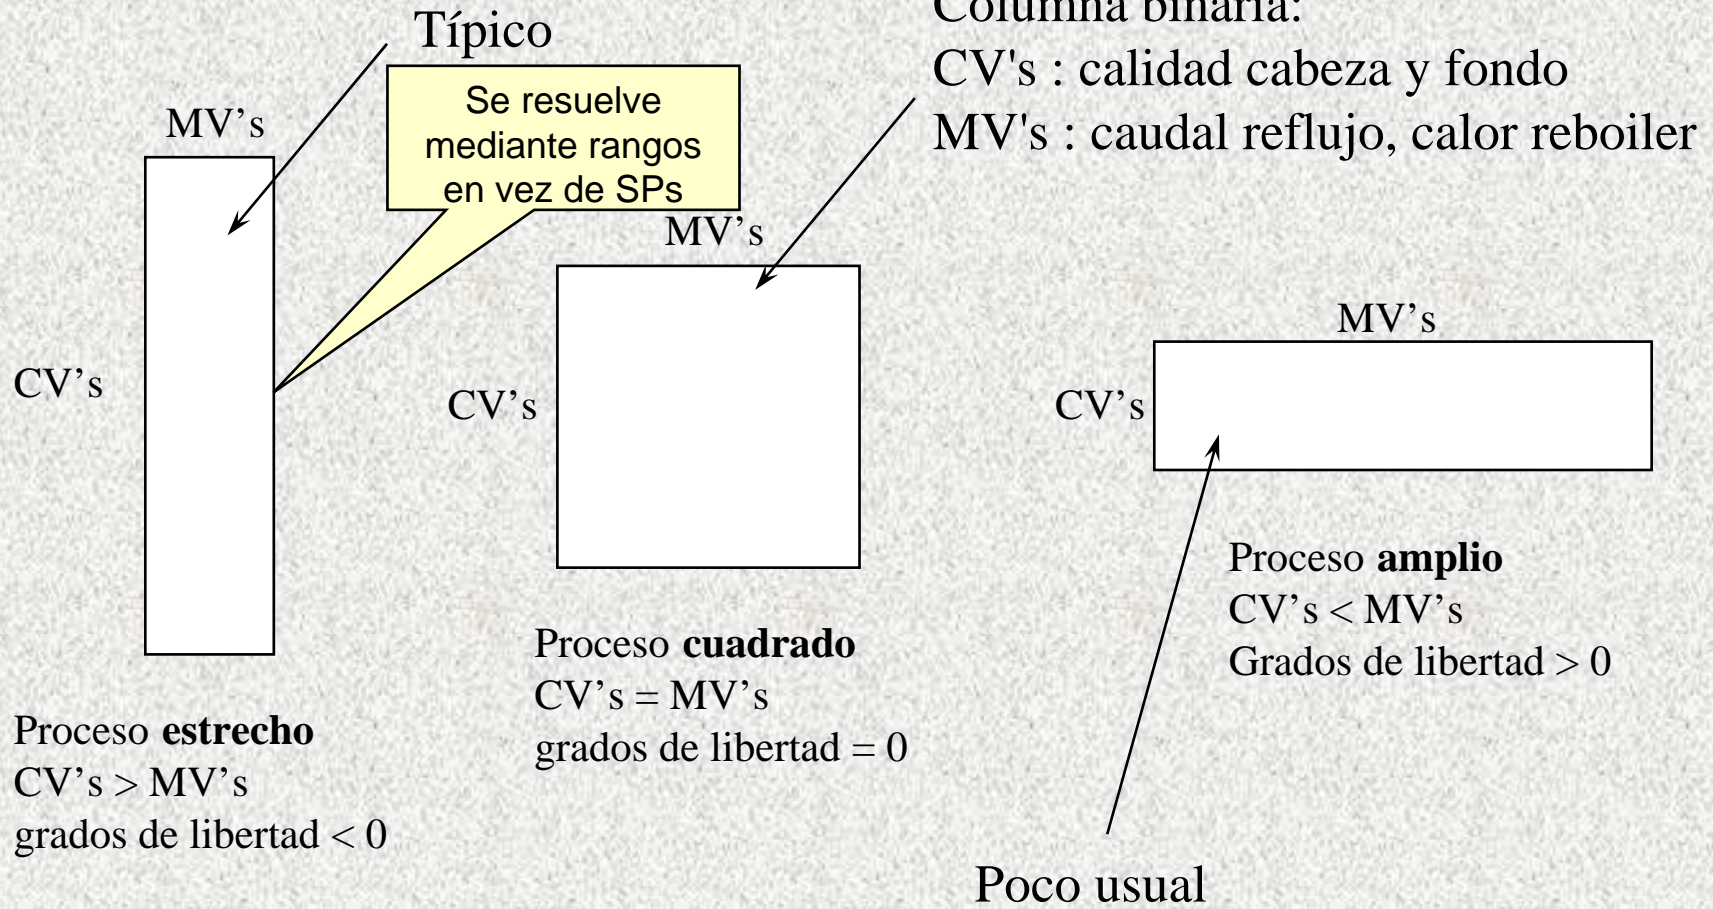 Típico
Se resuelve
mediante rangos
en vez de SPs
Columna binaria:
CV's : calidad cabeza y fondo
MV's : caudal reflujo, calor reboiler
MV’s
CV’s
Proceso estrecho
CV’s > MV’s
grados de libertad < 0
MV’s
CV’s
Proceso cuadrado
CV’s = MV’s
grados de libertad = 0
MV’s
CV’s
Proceso amplio
CV’s < MV’s
Grados de libertad > 0
Poco usual